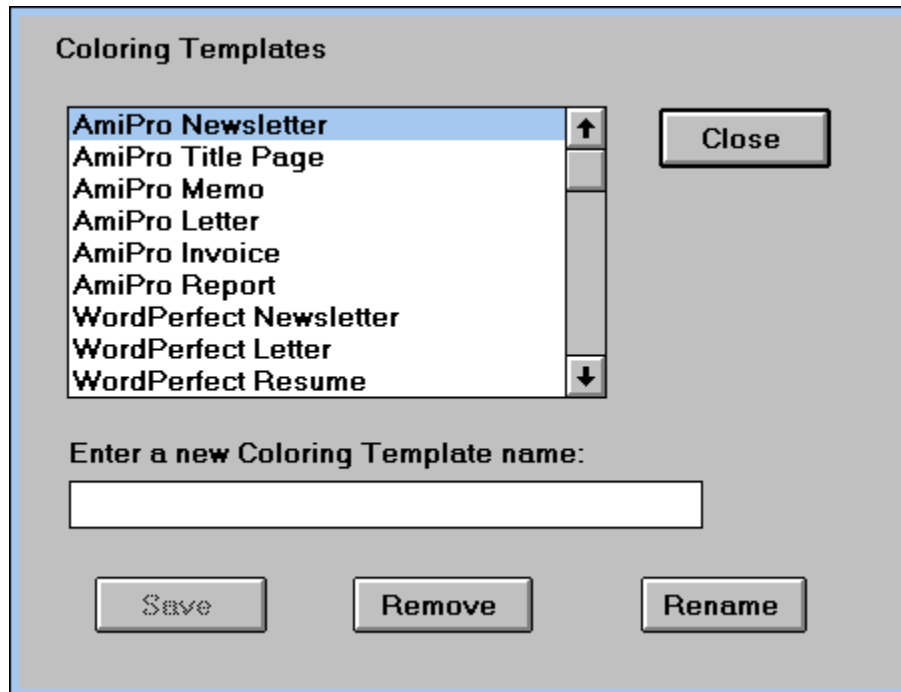 Coloring Templates
AmiPro Newsletter
Close
AmiPro Title Page
AmiPro Memo
AmiPro Letter
AmiPro Invoice
AmiPro Report
WordPerfect Newsletter
WordPerfect Letter
WordPerfect Resume
Enter a new Coloring Template name:
Save
Remove
Rename